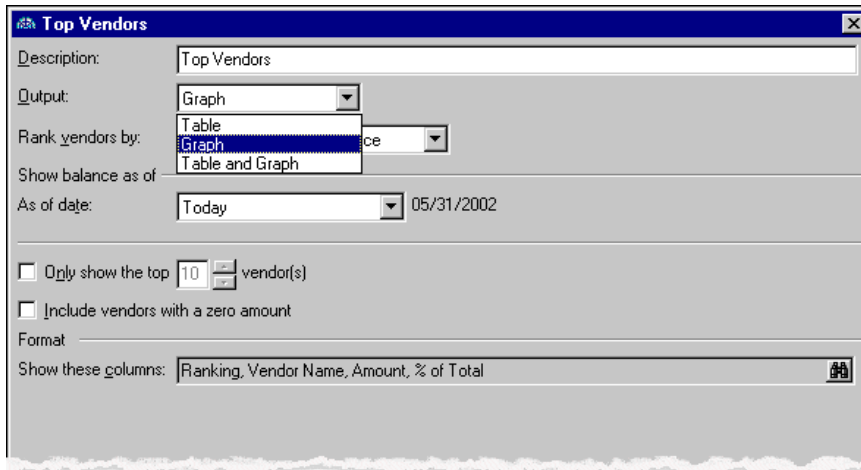 Top Vendors
Description: Top Vendors
Output: Graph
Table
Rank vendors by: Graph ce
Table and Graph
Show balance as of
As of date: Today 05/31/2002
Only show the top 10 vendor(s)
Include vendors with a zero amount
Format
Show these columns: Ranking, Vendor Name, Amount, % of Total